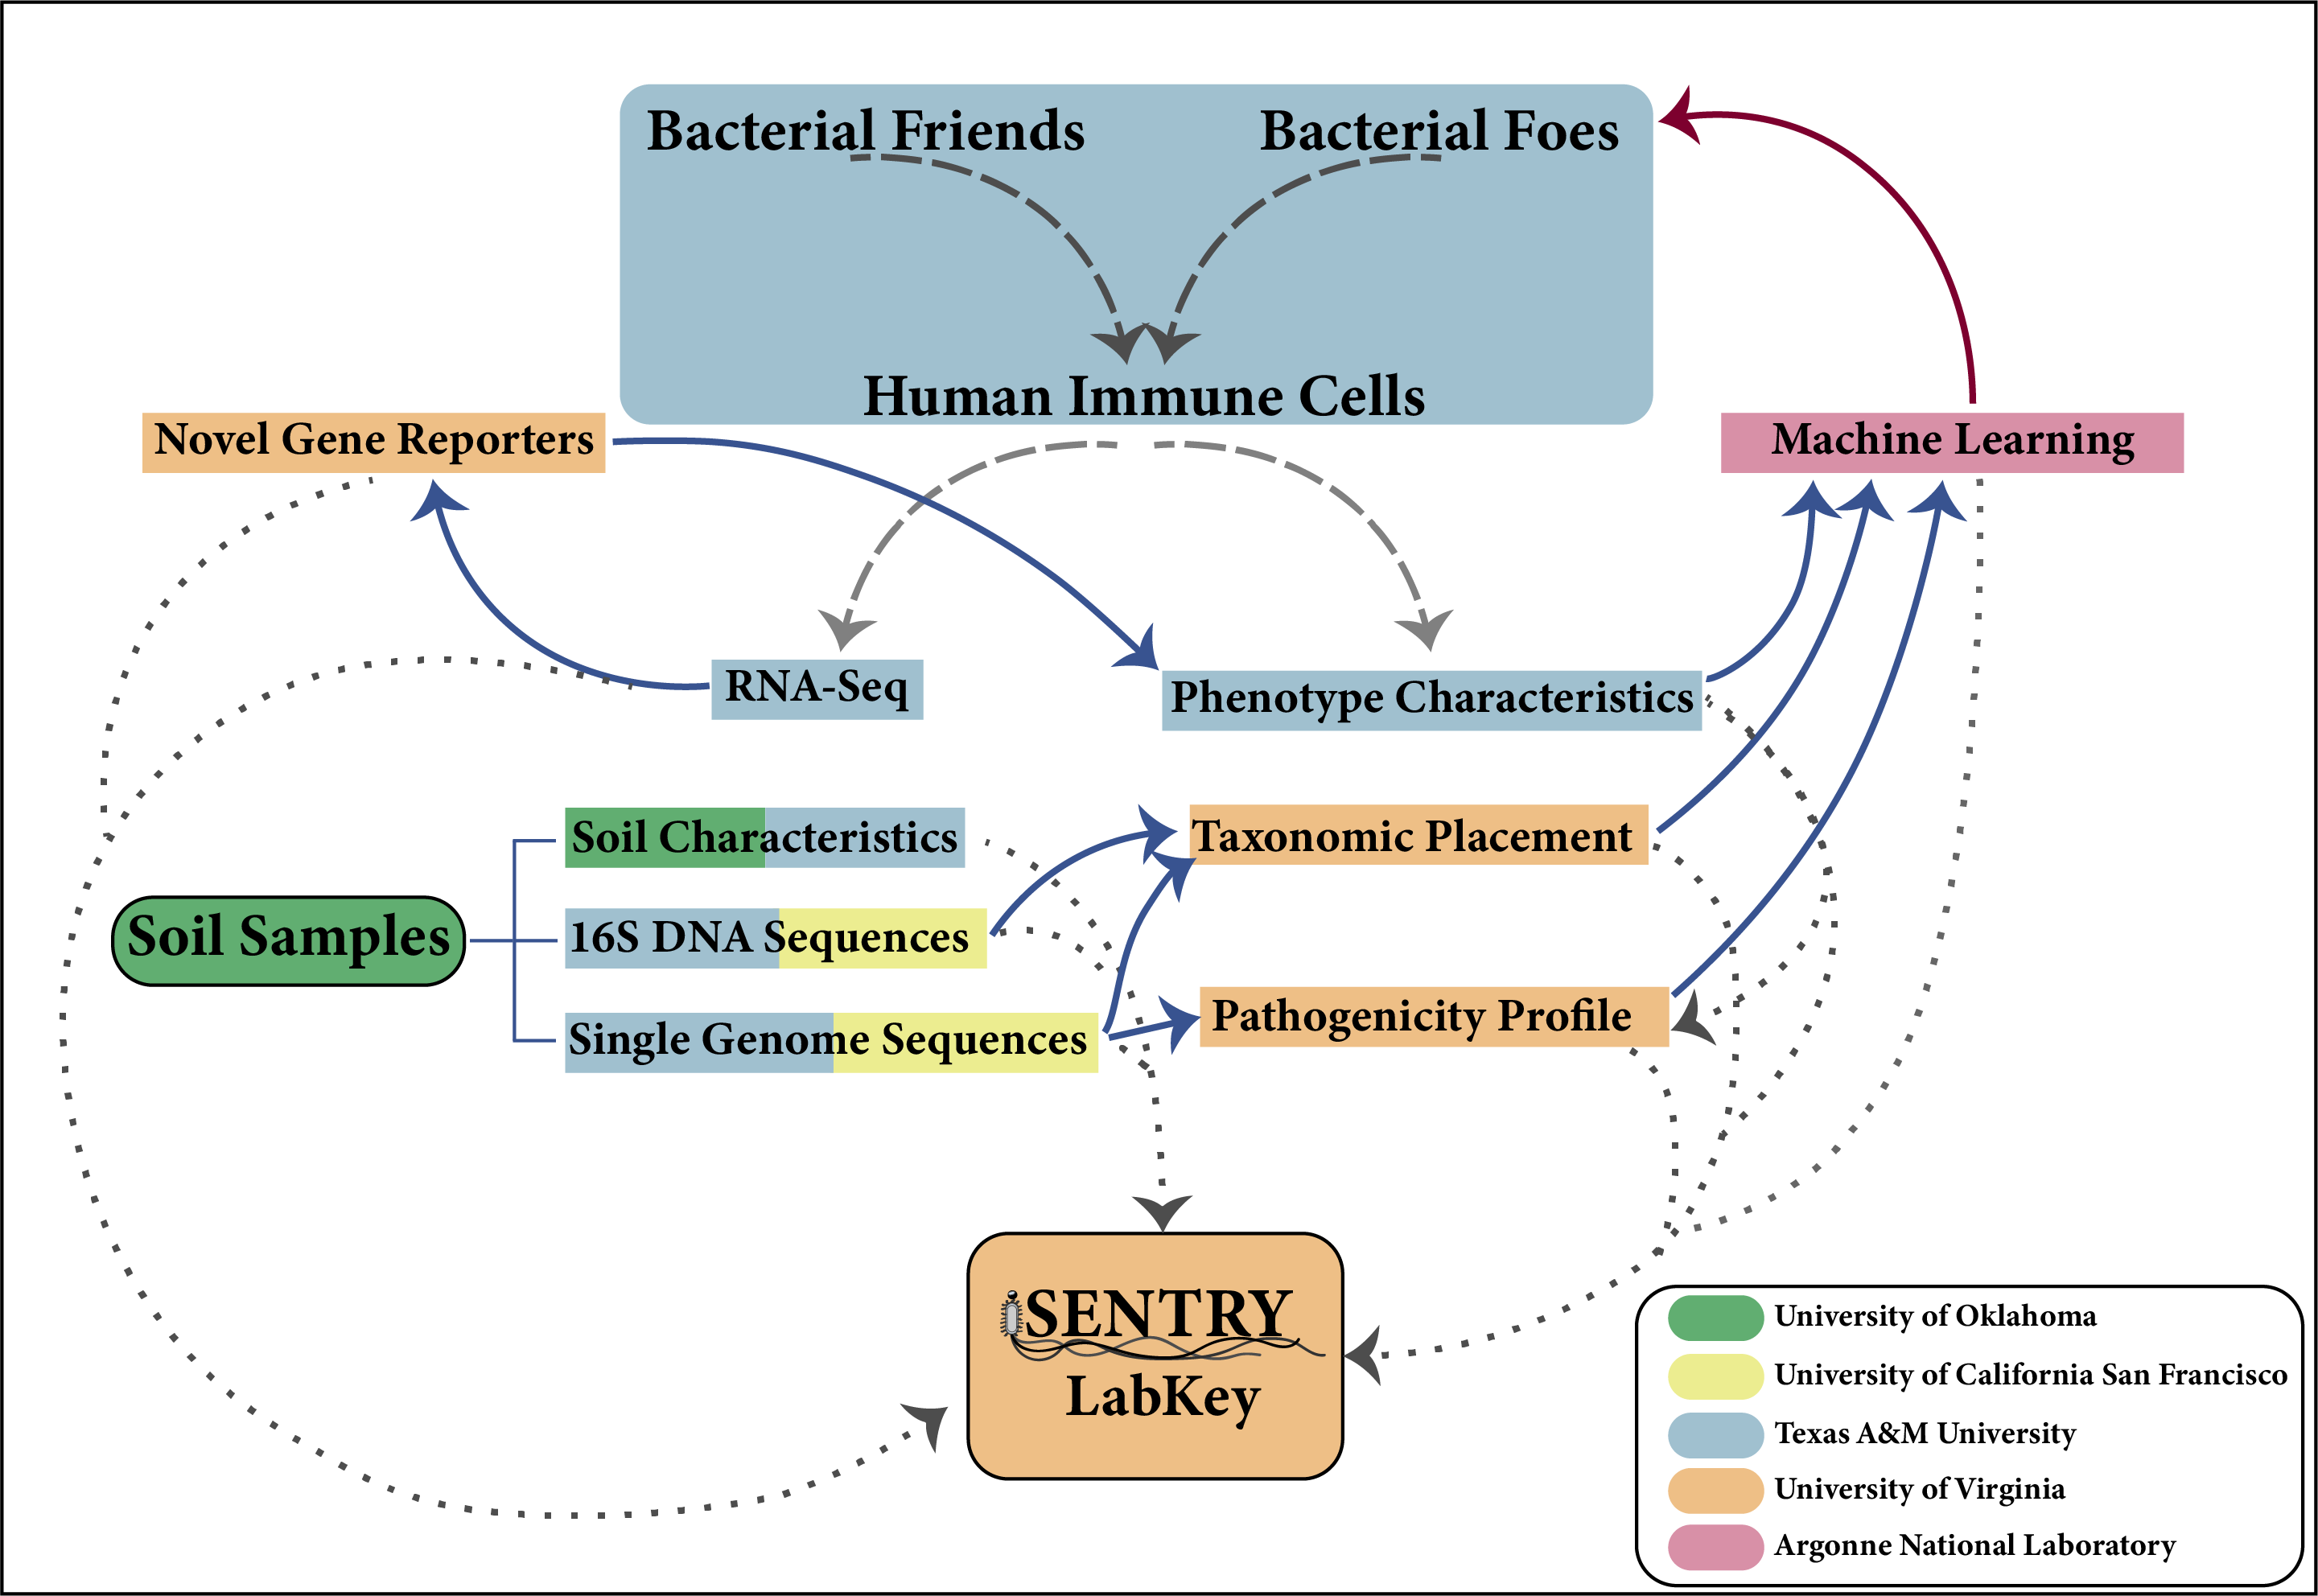 Bacterial Friends
Bacterial Foes
Human Immune Cells
Novel Gene Reporters
Machine Learning
RNA-Seq
Phenotype Characteristics
Soil Characteristics
Taxonomic Placement
Soil Samples
16S DNA Sequences
Pathogenicity Profile
Single Genome Sequences
iSENTRY
LabKey
University of Oklahoma
University of California San Francisco
Texas A&M University
University of Virginia
Argonne National Laboratory